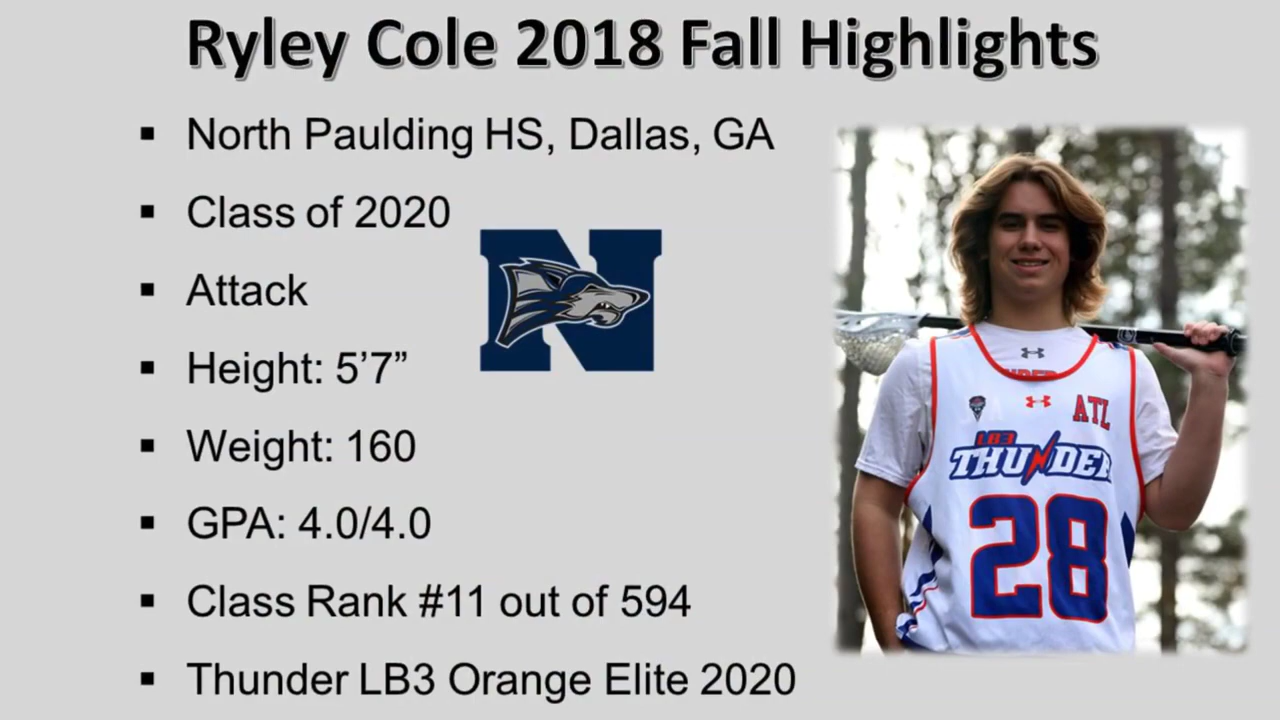 Ryley Cole 2018 Fall Highlights
▪ North Paulding HS, Dallas, GA
▪ Class of 2020
N
▪ Attack
▪ Height: 5’7”
▪ Weight: 160
▪ GPA: 4.0/4.0
▪ Class Rank #11 out of 594
▪ Thunder LB3 Orange Elite 2020
ATL
LB3
THUNDER
28